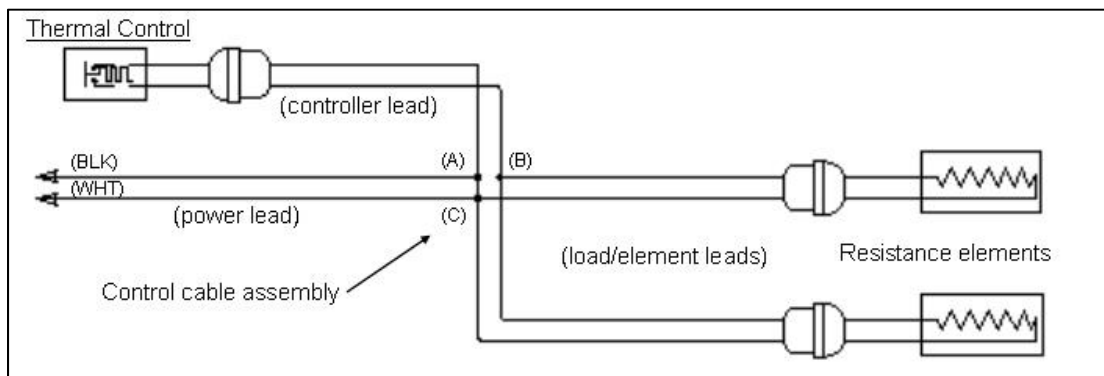 Thermal Control
(controller lead)
(BLK)
(A)
(B)
(WHT)
(power lead)
(C)
(load/element leads)
Resistance elements
Control cable assembly